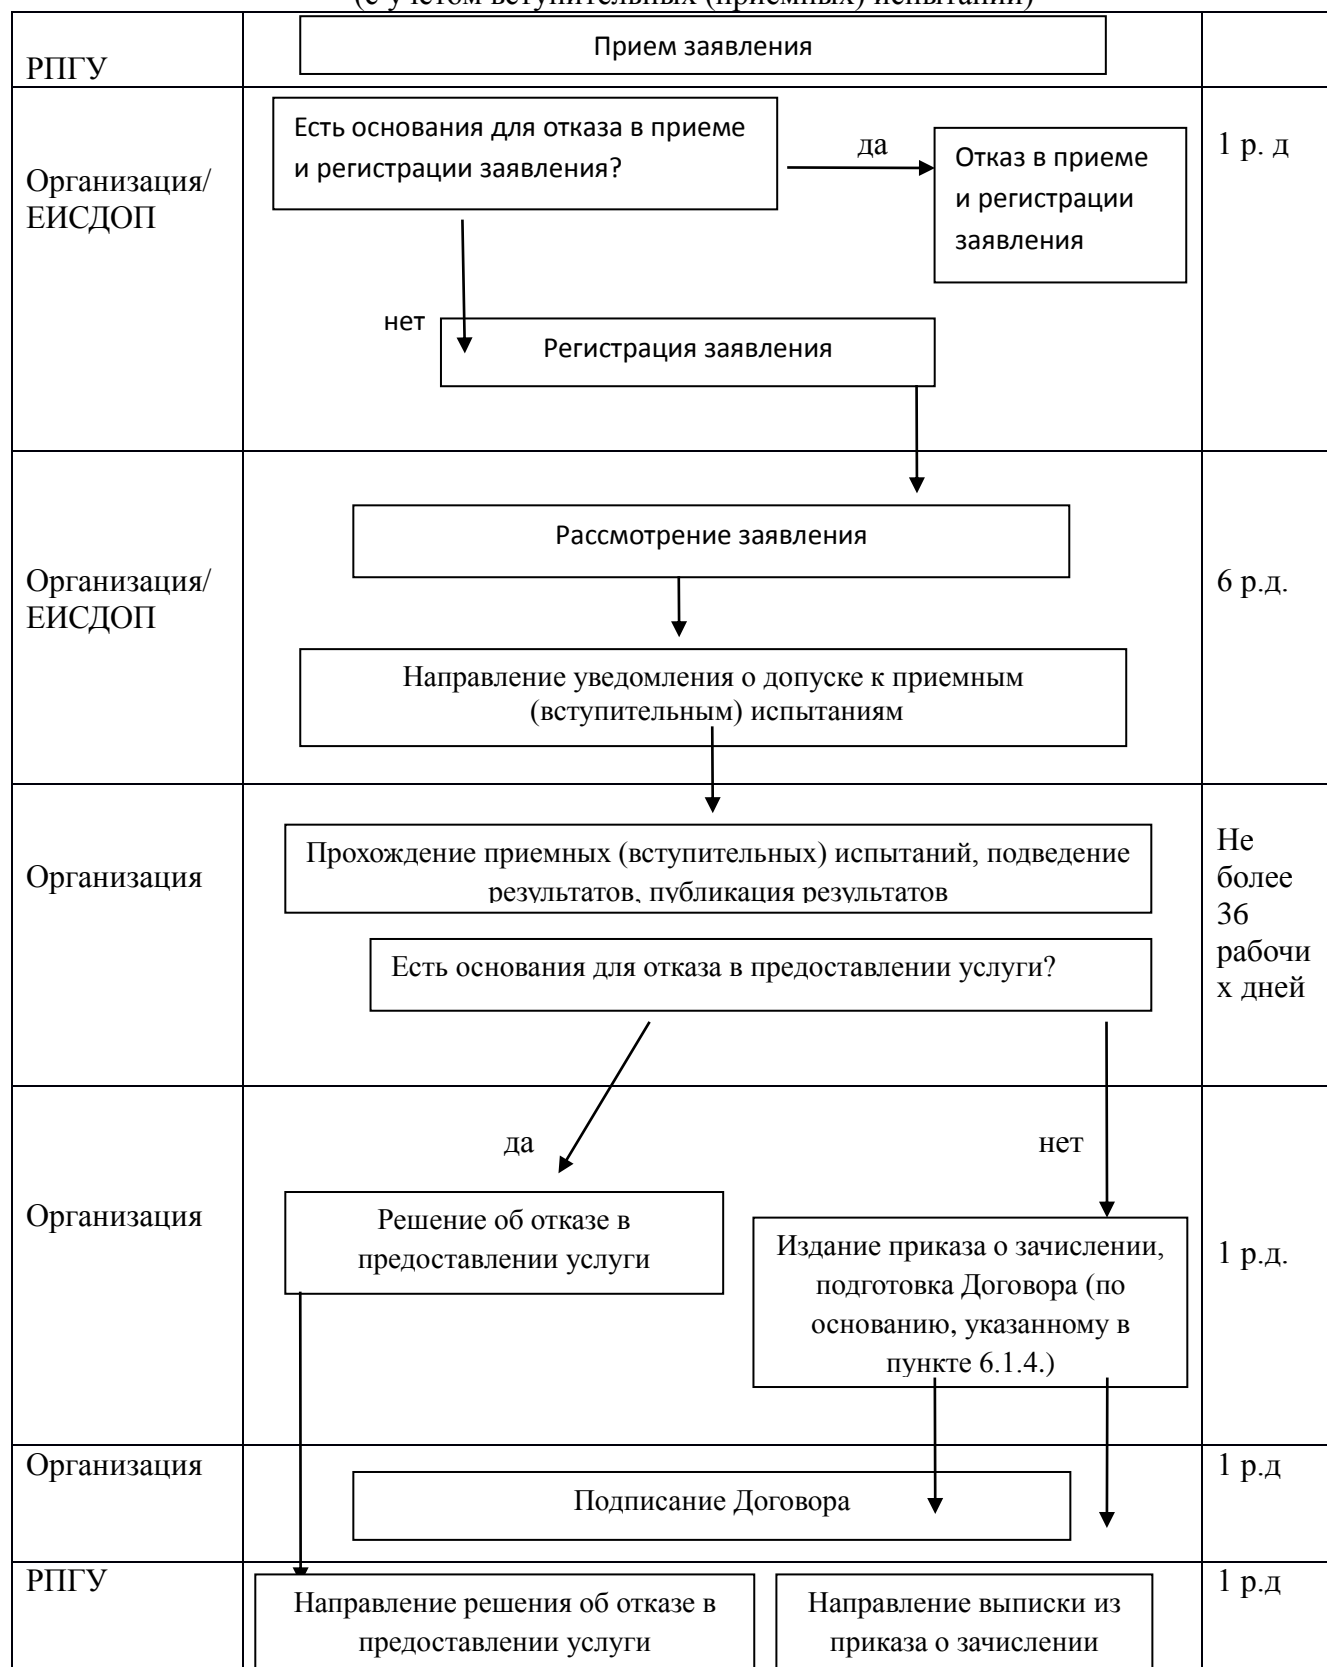 (с учетом вступительных (приемных) испытаний)
РПГУ
Прием заявления
Организация/
ЕИСДОП
Есть основания для отказа в приеме
и регистрации заявления?
да
Отказ в приеме
и регистрации
заявления
1 р. д
нет
Регистрация заявления
Организация/
ЕИСДОП
Рассмотрение заявления
6 р.д.
Направление уведомления о допуске к приемным
(вступительным) испытаниям
Организация
Прохождение приемных (вступительных) испытаний, подведение
результатов, публикация результатов
Не
более
36
рабочи
х дней
Есть основания для отказа в предоставлении услуги?
да
нет
Организация
Решение об отказе в
предоставлении услуги
Издание приказа о зачислении,
подготовка Договора (по
основанию, указанному в
пункте 6.1.4.)
1 р.д.
Организация
Подписание Договора
1 р.д
РПГУ
Направление решения об отказе в
предоставлении услуги
Направление выписки из
приказа о зачислении
1 р.д